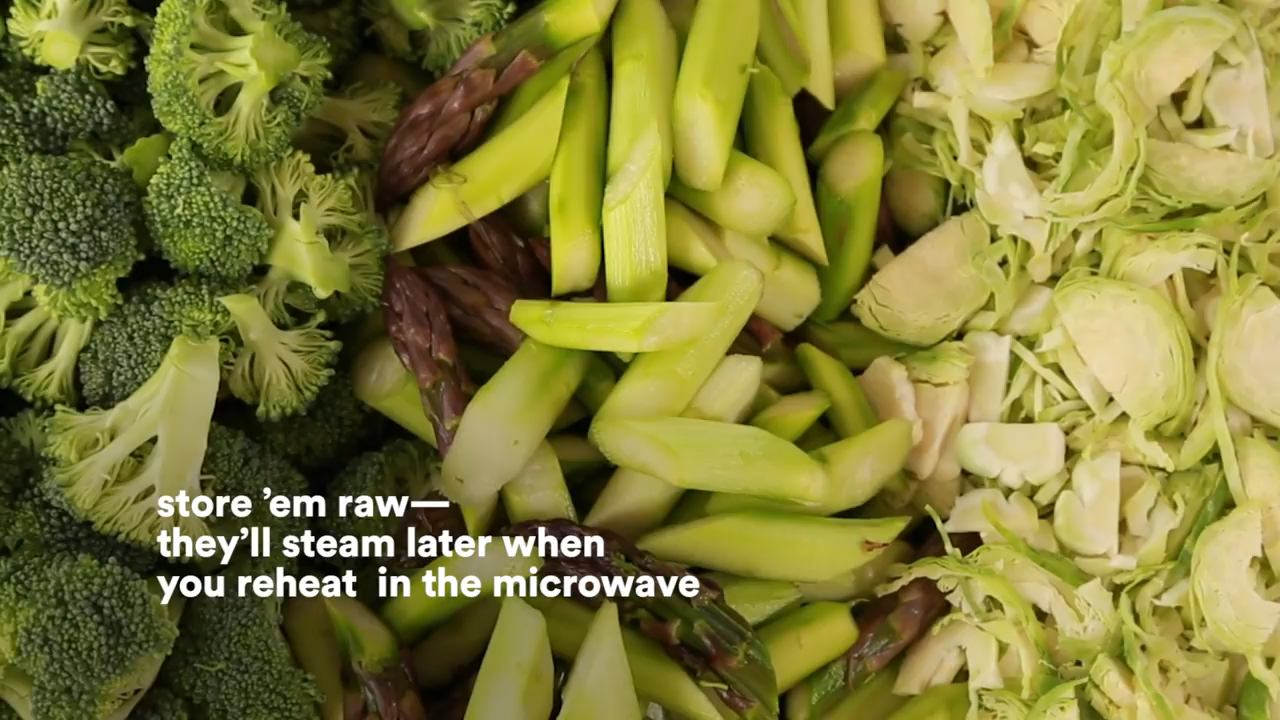 store ’em raw—
they’ll steam later when
you reheat  in the microwave